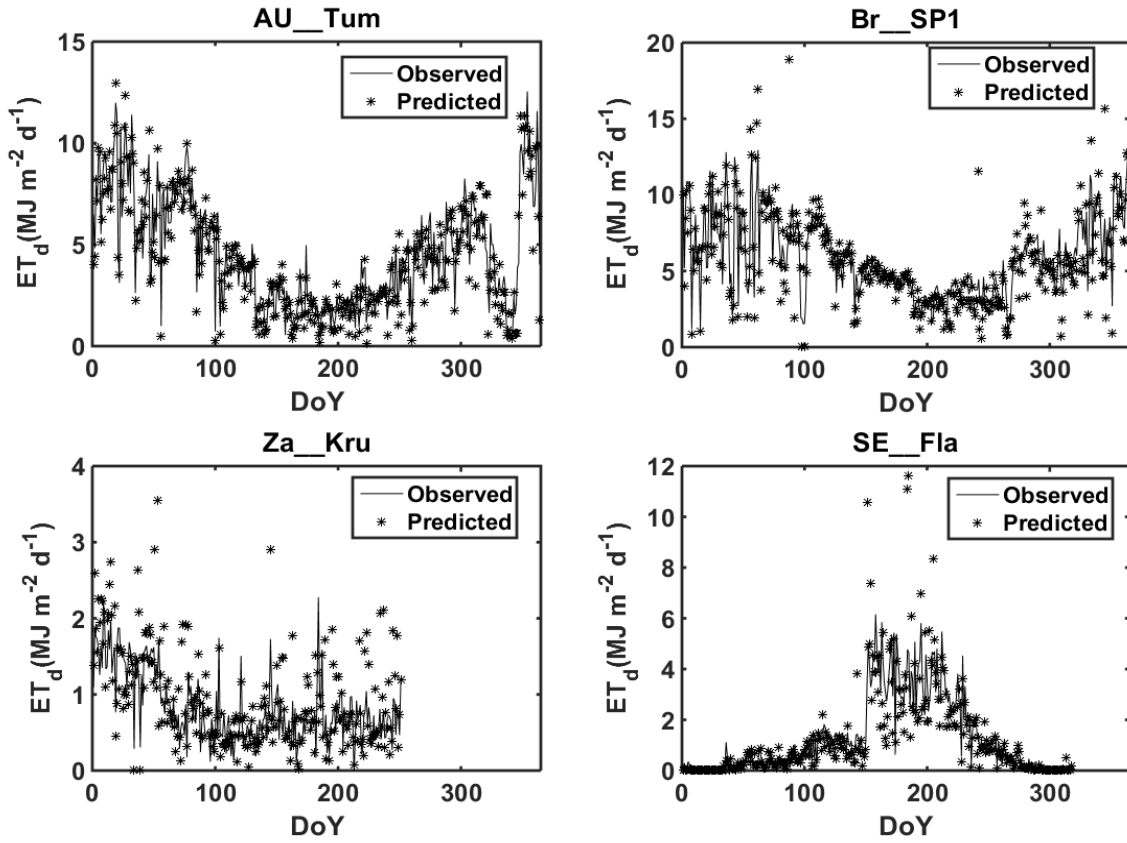 AU__Tum
15
10
5
0
ET_d(MJ m^-2 d^-1)
Observed
Predicted
0 100 200 300
DoY
Br__SP1
20
15
10
5
0
ET_d(MJ m^-2 d^-1)
Observed
Predicted
0 100 200 300
DoY
Za__Kru
4
3
2
1
0
ET_d(MJ m^-2 d^-1)
Observed
Predicted
0 100 200 300
DoY
SE__Fla
12
10
8
6
4
2
0
ET_d(MJ m^-2 d^-1)
Observed
Predicted
0 100 200 300
DoY